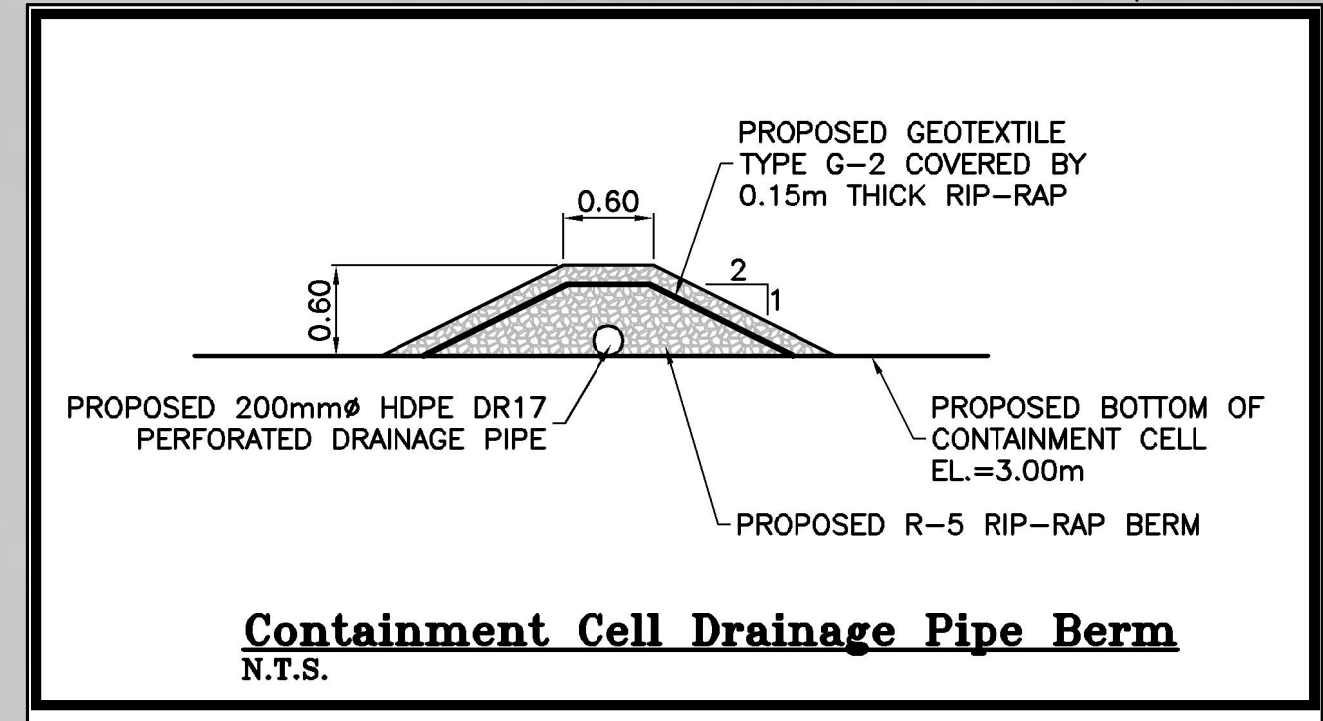 PROPOSED GEOTEXTILE
TYPE G-2 COVERED BY
0.15m THICK RIP-RAP
0.60
2
1
0.60
PROPOSED 200mmø HDPE DR17
PERFORATED DRAINAGE PIPE
PROPOSED BOTTOM OF
CONTAINMENT CELL
EL.=3.00m
PROPOSED R-5 RIP-RAP BERM
Containment Cell Drainage Pipe Berm
N.T.S.